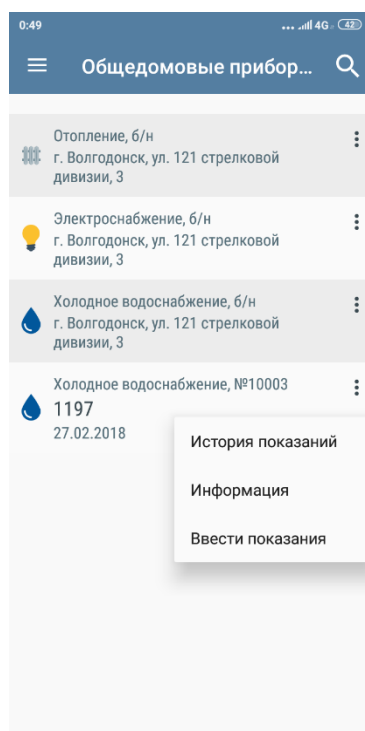 0:49
4G
42
Общедомовые прибор...
Отопление, б/н
г. Волгодонск, ул. 121 стрелковой
дивизии, 3
Электроснабжение, б/н
г. Волгодонск, ул. 121 стрелковой
дивизии, 3
Холодное водоснабжение, б/н
г. Волгодонск, ул. 121 стрелковой
дивизии, 3
Холодное водоснабжение, №10003
1197
27.02.2018
История показаний
Информация
Ввести показания